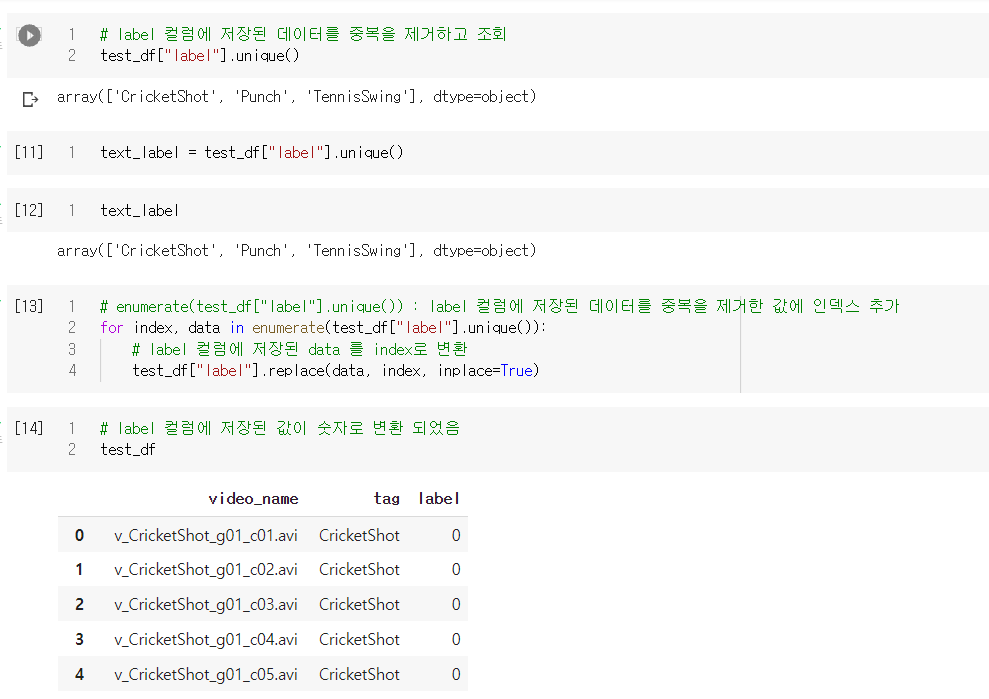 1 # label 컬럼에 저장된 데이터를 중복을 제거하고 조회
2 test_df["label"].unique()
array(['CricketShot', 'Punch', 'TennisSwing'], dtype=object)
[11] 1 text_label = test_df["label"].unique()
[12] 1 text_label
array(['CricketShot', 'Punch', 'TennisSwing'], dtype=object)
[13] 1 # enumerate(test_df["label"].unique()) : label 컬럼에 저장된 데이터를 중복을 제거한 값에 인덱스 추가
2 for index, data in enumerate(test_df["label"].unique()):
3 # label 컬럼에 저장된 data 를 index로 변환
4 test_df["label"].replace(data, index, inplace=True)
[14] 1 # label 컬럼에 저장된 값이 숫자로 변환 되었음
2 test_df
video_name tag label
0 v_CricketShot_g01_c01.avi CricketShot 0
1 v_CricketShot_g01_c02.avi CricketShot 0
2 v_CricketShot_g01_c03.avi CricketShot 0
3 v_CricketShot_g01_c04.avi CricketShot 0
4 v_CricketShot_g01_c05.avi CricketShot 0